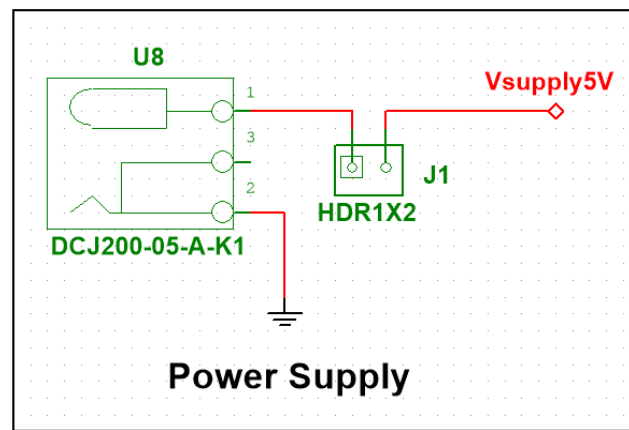 U8
Vsupply5V
1
3
2
J1
HDR1X2
DCJ200-05-A-K1
Power Supply